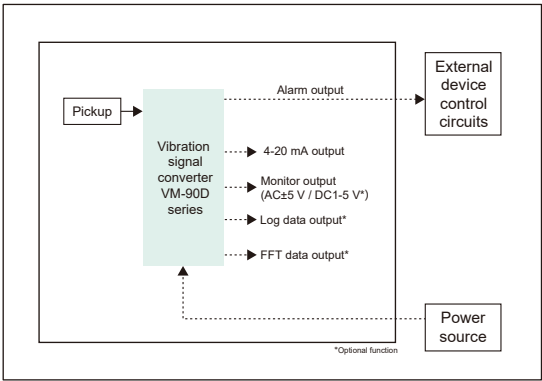 Alarm output
External
device
control
circuits
Pickup
Vibration
signal
converter
VM-90D
series
4-20 mA output
Monitor output
(AC±5 V / DC1-5 V*)
Log data output*
FFT data output*
Power
source
*Optional function